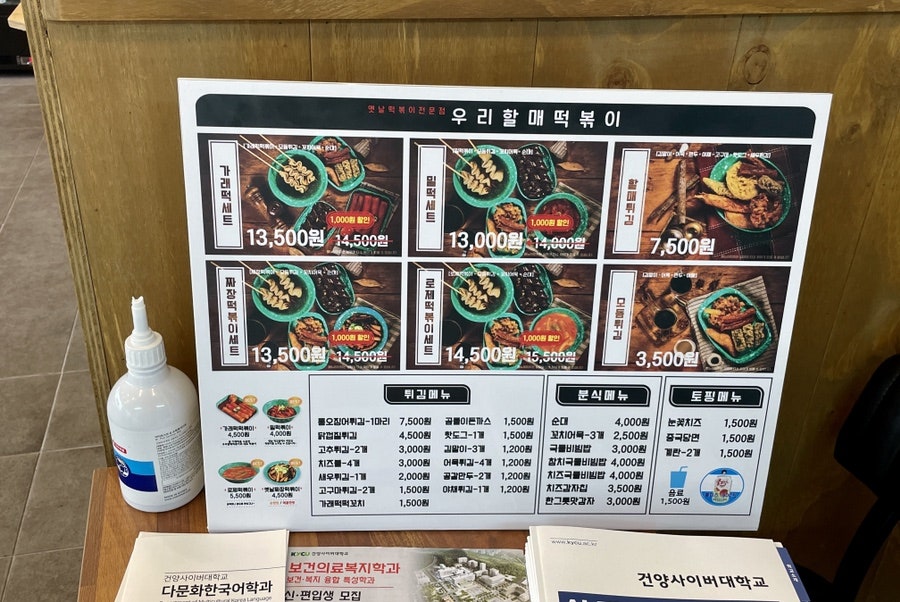 옛날떡볶이전문점 우리할매떡볶이
가래떡세트
1,000원 할인
13,500원 14,500원
밀떡세트
1,000원 할인
13,000원 14,000원
할매튀김
7,500원
짜장떡볶이세트
1,000원 할인
13,500원 14,500원
로제떡볶이세트
1,000원 할인
14,500원 15,500원
모둠튀김
3,500원
가래떡떡볶이
4,500원
밀떡볶이
4,000원
로제떡볶이
5,500원
옛날짜장떡볶이
4,500원
튀김메뉴
통오징어튀김-1마리 7,500원
닭껍질튀김 4,500원
고추튀김-2개 3,000원
치즈볼-4개 3,000원
새우튀김-1개 2,000원
고구마튀김-2개 1,500원
가래떡떡꼬치 1,500원
곰돌이돈까스 1,500원
핫도그-1개 1,500원
김말이-3개 1,200원
어묵튀김-4개 1,200원
공갈만두-2개 1,200원
야채튀김-1개 1,200원
분식메뉴
순대 4,000원
꼬치어묵-3개 2,500원
국물비빔밥 3,000원
참치국물비빔밥 4,000원
치즈국물비빔밥 4,000원
치즈감자집 3,500원
한그릇맛감자 3,000원
토핑메뉴
눈꽃치즈 1,500원
중국당면 1,500원
계란-2개 1,500원
음료
1,500원
건양사이버대학교
다문화한국어학과
KYCU 건양사이버대학교
보건의료복지학과
보건·복지 융합 특성학과
신·편입생 모집
www.kycu.ac.kr
건양사이버대학교